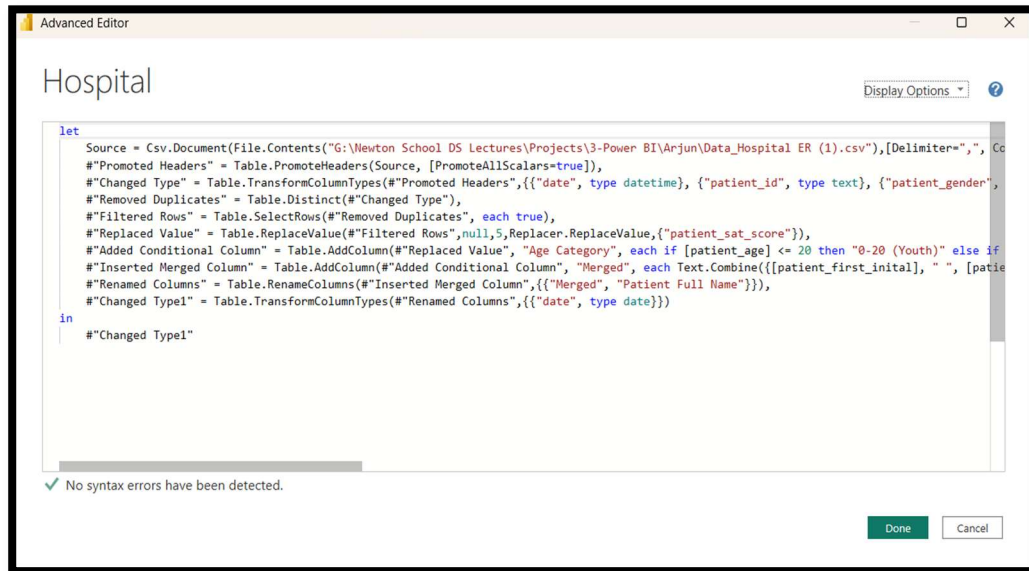 Advanced Editor
Hospital
Display Options
?
let
Source = Csv.Document(File.Contents("G:\Newton School DS Lectures\Projects\3-Power BI\Arjun\Data_Hospital ER (1).csv"),[Delimiter=",", Co
#"Promoted Headers" = Table.PromoteHeaders(Source, [PromoteAllScalars=true]),
#"Changed Type" = Table.TransformColumnTypes(#"Promoted Headers",{{"date", type datetime}, {"patient_id", type text}, {"patient_gender",
#"Removed Duplicates" = Table.Distinct(#"Changed Type"),
#"Filtered Rows" = Table.SelectRows(#"Removed Duplicates", each true),
#"Replaced Value" = Table.ReplaceValue(#"Filtered Rows",null,5,Replacer.ReplaceValue,{"patient_sat_score"}),
#"Added Conditional Column" = Table.AddColumn(#"Replaced Value", "Age Category", each if [patient_age] <= 20 then "0-20 (Youth)" else if
#"Inserted Merged Column" = Table.AddColumn(#"Added Conditional Column", "Merged", each Text.Combine({[patient_first_inital], " ", [patie
#"Renamed Columns" = Table.RenameColumns(#"Inserted Merged Column",{{"Merged", "Patient Full Name"}}),
#"Changed Type1" = Table.TransformColumnTypes(#"Renamed Columns",{{"date", type date}})
in
#"Changed Type1"
No syntax errors have been detected.
Done
Cancel